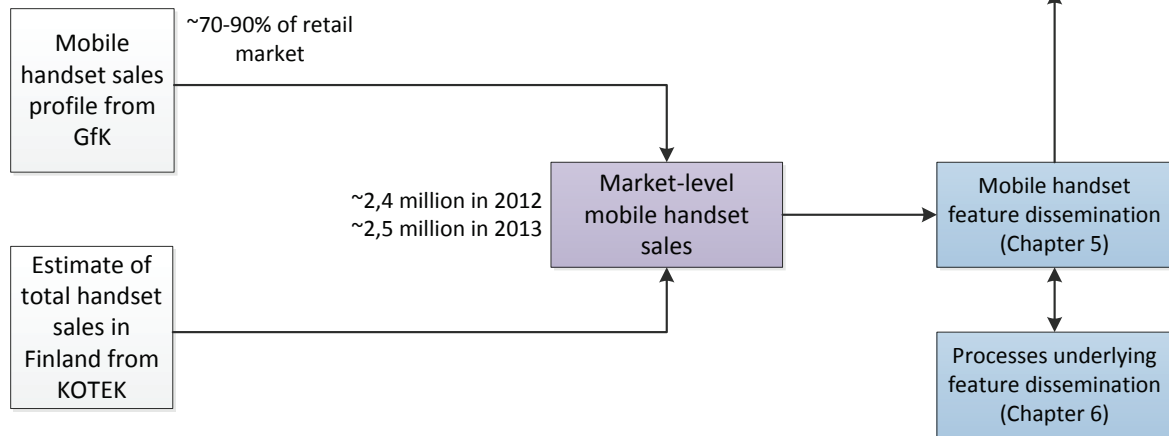 Mobile
handset sales
profile from
GfK
~70-90% of retail
market
~2,4 million in 2012
~2,5 million in 2013
Market-level
mobile handset
sales
Mobile handset
feature dissemination
(Chapter 5)
Estimate of
total handset
sales in
Finland from
KOTEK
Processes underlying
feature dissemination
(Chapter 6)